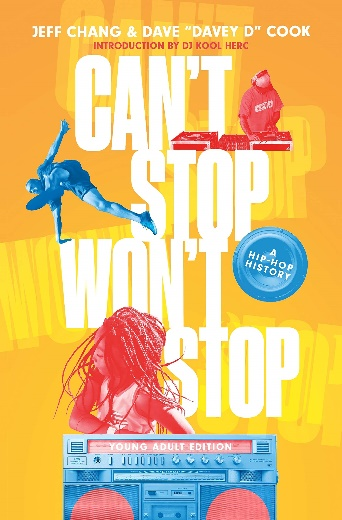 JEFF CHANG & DAVE "DAVEY D" COOK
INTRODUCTION BY DJ KOOL HERC
CAN'T
STOP
WON'T
STOP
A
HIP-HOP
HISTORY
YOUNG ADULT EDITION